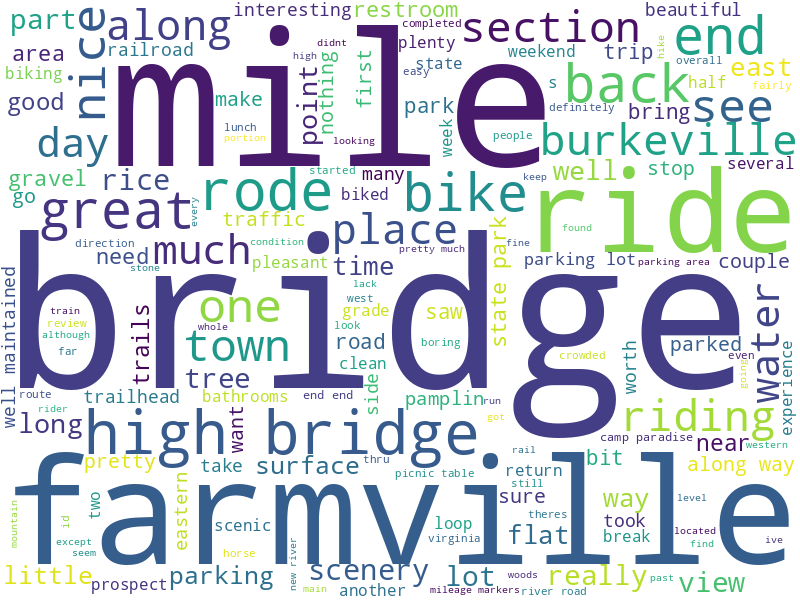 part
along
interesting
restroom
completed
beautiful
nice
mile
section
end
area
railroad
didnt
plenty
weekend
overall
hike
biking
high
state
trip
east
good
make
point
nothing
first
easy
back
s
half
fairly
lunch
park
definitely
bring
see
day
portion
looking
week
people
burkeville
gravel
rice
started
many
well
stop
several
go
rode
biked
bike
keep
ride
great
every
traffic
place
found
direction
need
much
condition
pretty much
fine
stone
pleasant
time
lack
parking lot
parking area
couple
well maintained
bridge
west
state park
water
train
trails
one
grade
saw
review
whole
look
road
parked
although
town
boring
crowded
even
far
tree
clean
worth
going
experience
route
trailhead
bathrooms
end end
side
pamplin
run
rider
got
riding
long
high bridge
want
camp paradise
near
western
pretty
take
surface
thru
rail
bit
along way
farmville
picnic table
return
still
eastern
two
sure
way
level
mountain
id
scenic
loop
theres
took
located
except
virginia
flat
break
find
ive
seem
horse
new river
little
prospect
parking
scenery
lot
woods
really
past
view
main
another
mileage markers
river road